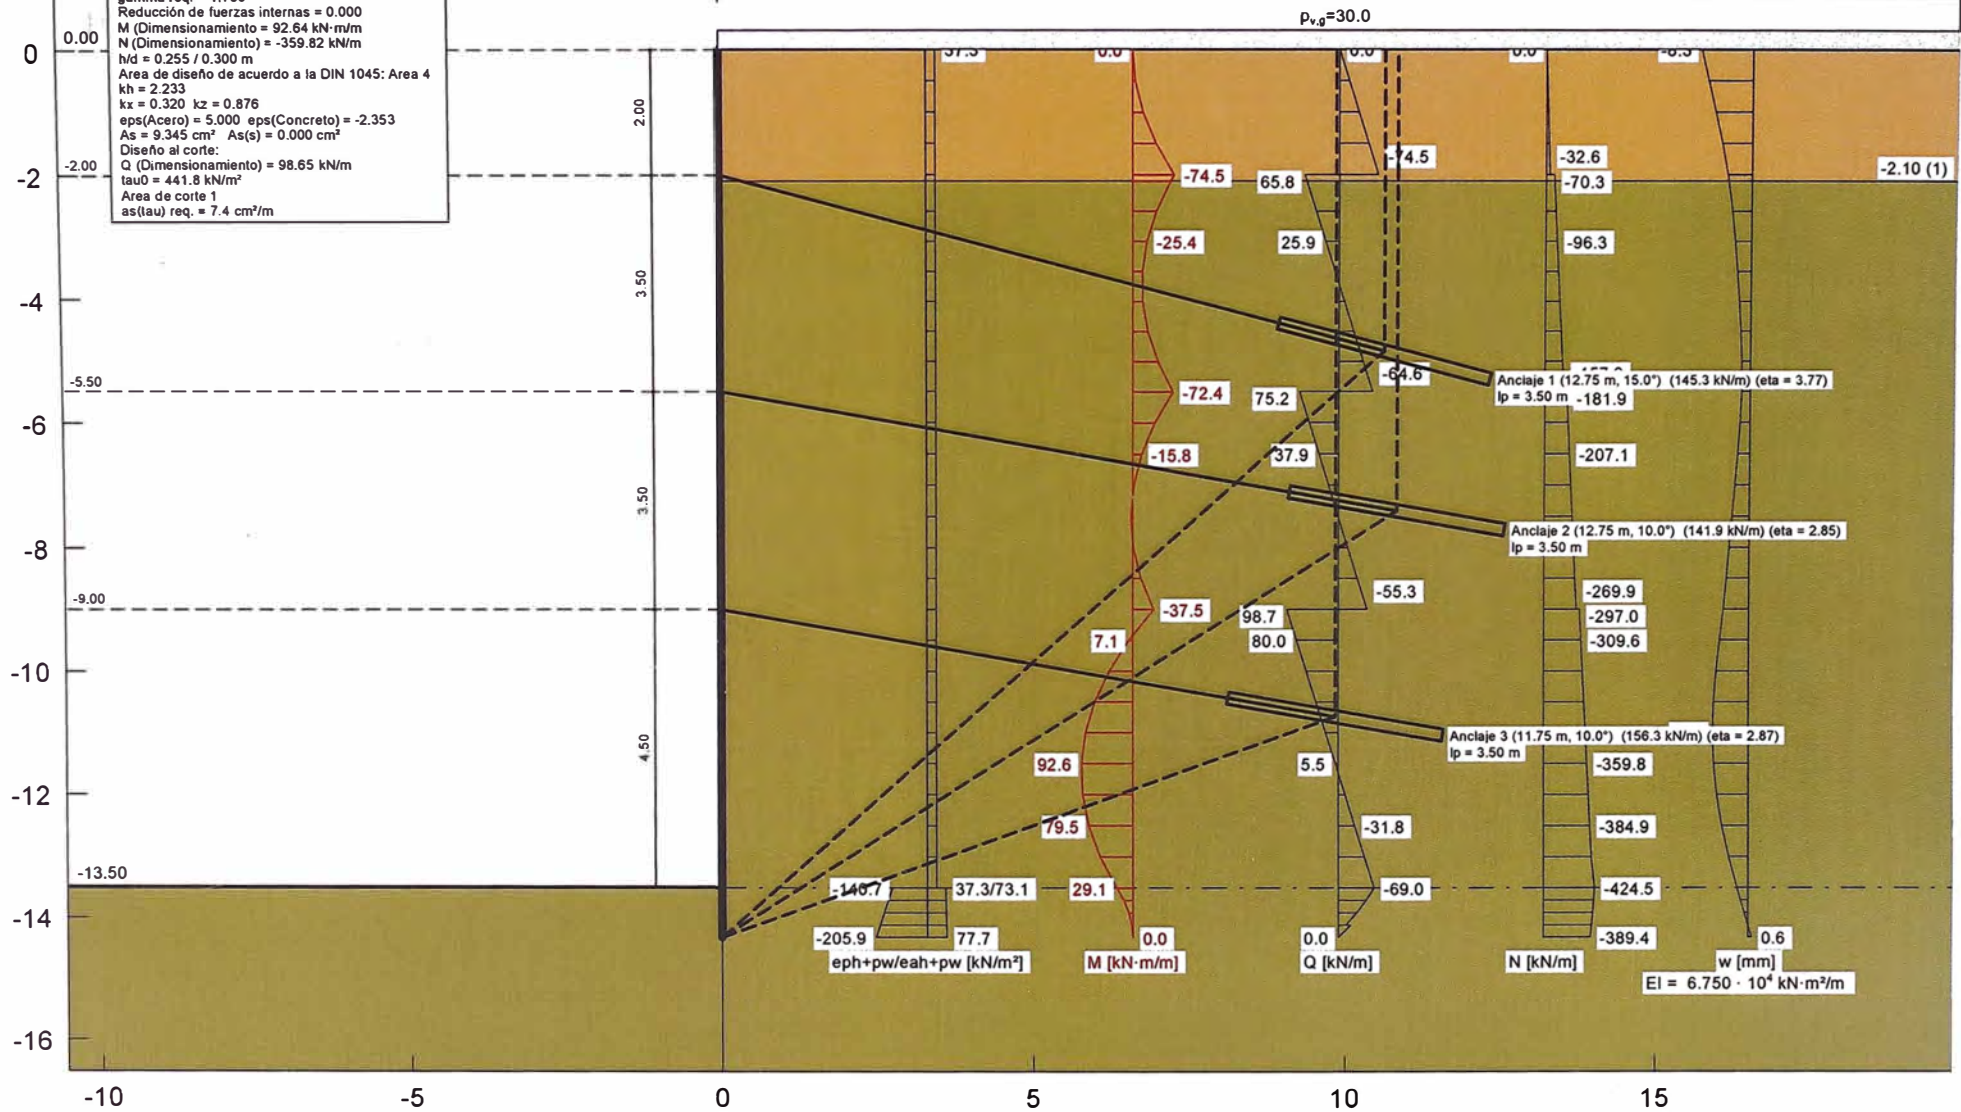 Reducción de fuerzas internas = 0.000
M (Dimensionamiento = 92.64 kN·m/m
N (Dimensionamiento) = -359.82 kN/m
h/d = 0.255 / 0.300 m
Area de diseño de acuerdo a la DIN 1045: Area 4
kh = 2.233
kx = 0.320 kz = 0.876
eps(Acero) = 5.000 eps(Concreto) = -2.353
As = 9.345 cm² As(s) = 0.000 cm²
Diseño al corte:
Q (Dimensionamiento) = 98.65 kN/m
tau0 = 441.8 kN/m²
Area de corte 1
as(tau) req. = 7.4 cm²/m
pv,g=30.0
0
-2
-4
-6
-8
-10
-12
-14
-16
0.00
-2.00
-5.50
-9.00
-13.50
2.00
3.50
3.50
4.50
37.3
0.0
0.0
0.0
-74.5
-32.6
-2.10 (1)
-74.5
65.8
-70.3
-25.4
25.9
-96.3
-64.6
Anclaje 1 (12.75 m, 15.0°) (145.3 kN/m) (eta = 3.77)
lp = 3.50 m
-72.4
75.2
-181.9
-15.8
37.9
-207.1
Anclaje 2 (12.75 m, 10.0°) (141.9 kN/m) (eta = 2.85)
lp = 3.50 m
-55.3
-269.9
-37.5
98.7
-297.0
7.1
80.0
-309.6
Anclaje 3 (11.75 m, 10.0°) (156.3 kN/m) (eta = 2.87)
lp = 3.50 m
92.6
5.5
-359.8
79.5
-31.8
-384.9
-140.7
37.3/73.1
29.1
-69.0
-424.5
-205.9
77.7
0.0
0.0
-389.4
0.6
eph+pw/eah+pw [kN/m²]
M [kN·m/m]
Q [kN/m]
N [kN/m]
w [mm]
EI = 6.750 · 10⁴ kN·m²/m
-10
-5
0
5
10
15